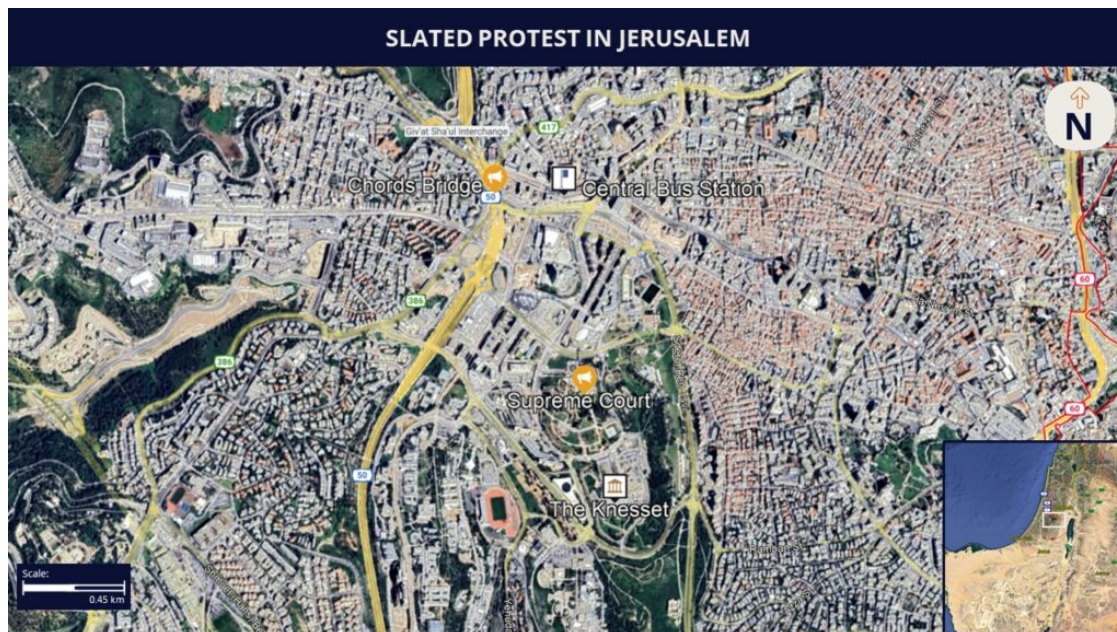 SLATED PROTEST IN JERUSALEM
N
Giv'at Sha'ul Interchange
417
Chords Bridge
50
Central Bus Station
60
386
386
Supreme Court
60
50
The Knesset
Scale:
0.45 km